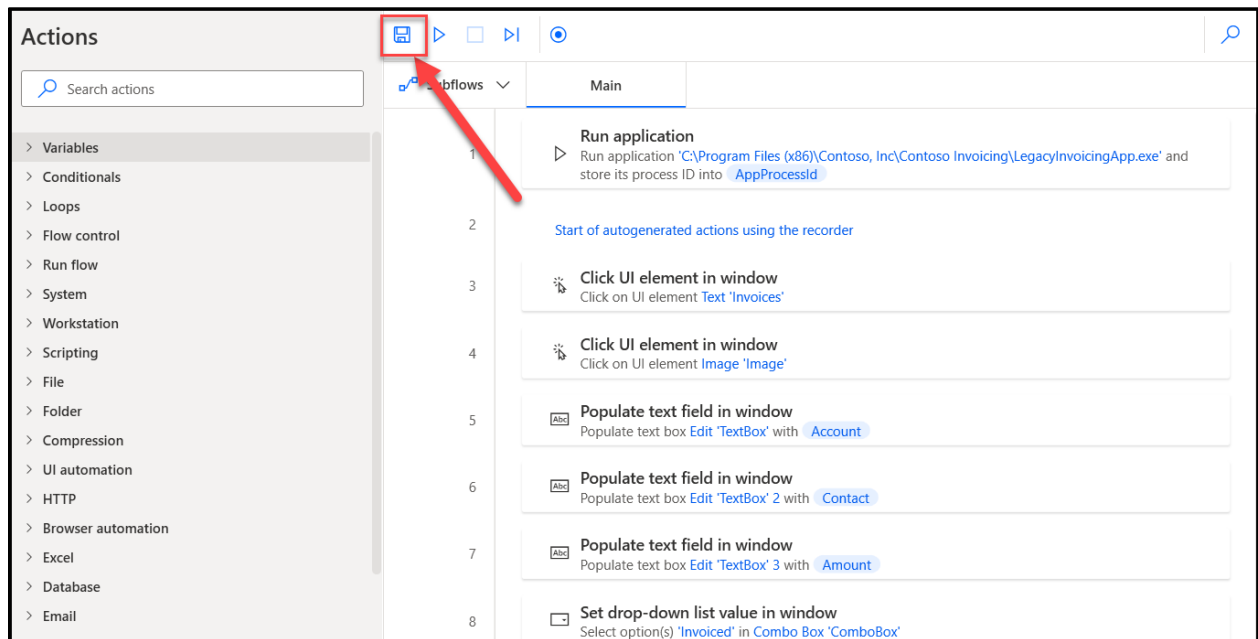 Actions
Search actions
Variables
Conditionals
Loops
Flow control
Run flow
System
Workstation
Scripting
File
Folder
Compression
UI automation
HTTP
Browser automation
Excel
Database
Email
Main
1
Run application
Run application 'C:\Program Files (x86)\Contoso, Inc\Contoso Invoicing\LegacyInvoicingApp.exe' and
store its process ID into AppProcessId
2
Start of autogenerated actions using the recorder
3
Click UI element in window
Click on UI element Text 'Invoices'
4
Click UI element in window
Click on UI element Image 'Image'
5
Abc
Populate text field in window
Populate text box Edit 'TextBox' with Account
6
Abc
Populate text field in window
Populate text box Edit 'TextBox' 2 with Contact
7
Abc
Populate text field in window
Populate text box Edit 'TextBox' 3 with Amount
8
Set drop-down list value in window
Select option(s) 'Invoiced' in Combo Box 'ComboBox'